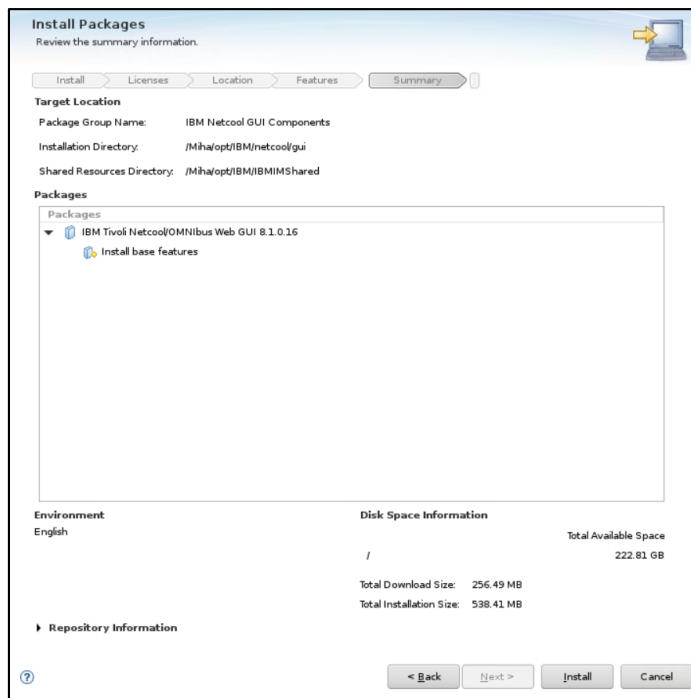 Install Packages
Review the summary information.
Install Licenses Location Features Summary
Target Location
Package Group Name: IBM Netcool GUI Components
Installation Directory: /Miha/opt/IBM/netcool/gui
Shared Resources Directory: /Miha/opt/IBM/IBMIMShared
Packages
Packages
IBM Tivoli Netcool/OMNIbus Web GUI 8.1.0.16
Install base features
Environment
English
Disk Space Information
Total Available Space
/ 222.81 GB
Total Download Size: 256.49 MB
Total Installation Size: 538.41 MB
Repository Information
? < Back Next > Install Cancel